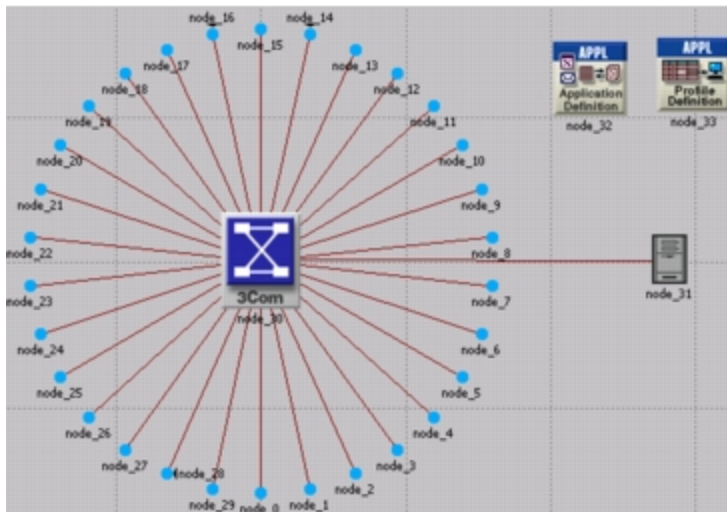 node_16
node_14
node_15
node_17
node_13
node_18
node_12
APPL
Application
Definition
node_32
APPL
Profile
Definition
node_33
node_19
node_11
node_20
node_10
node_21
node_9
node_22
node_8
3Com
node_30
node_31
node_23
node_7
node_24
node_6
node_25
node_5
node_26
node_4
node_27
node_3
node_28
node_2
node_29
node_0
node_1